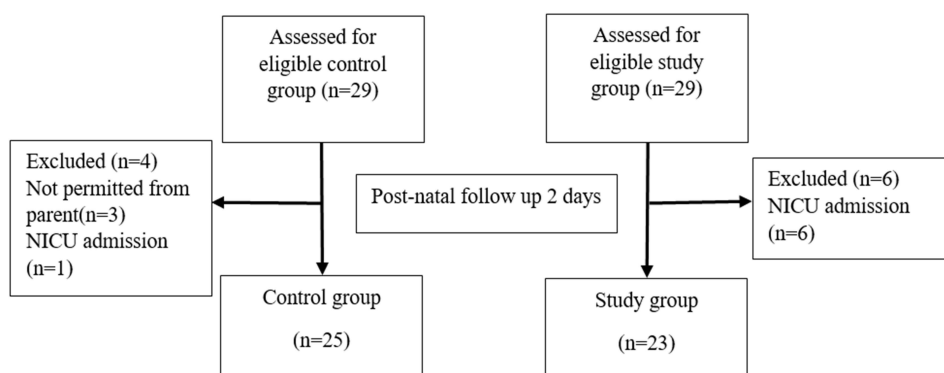 Assessed for
eligible control
group (n=29)
Assessed for
eligible study
group (n=29)
Excluded (n=4)
Not permitted from
parent(n=3)
NICU admission
(n=1)
Post-natal follow up 2 days
Excluded (n=6)
NICU admission
(n=6)
Control group
(n=25)
Study group
(n=23)